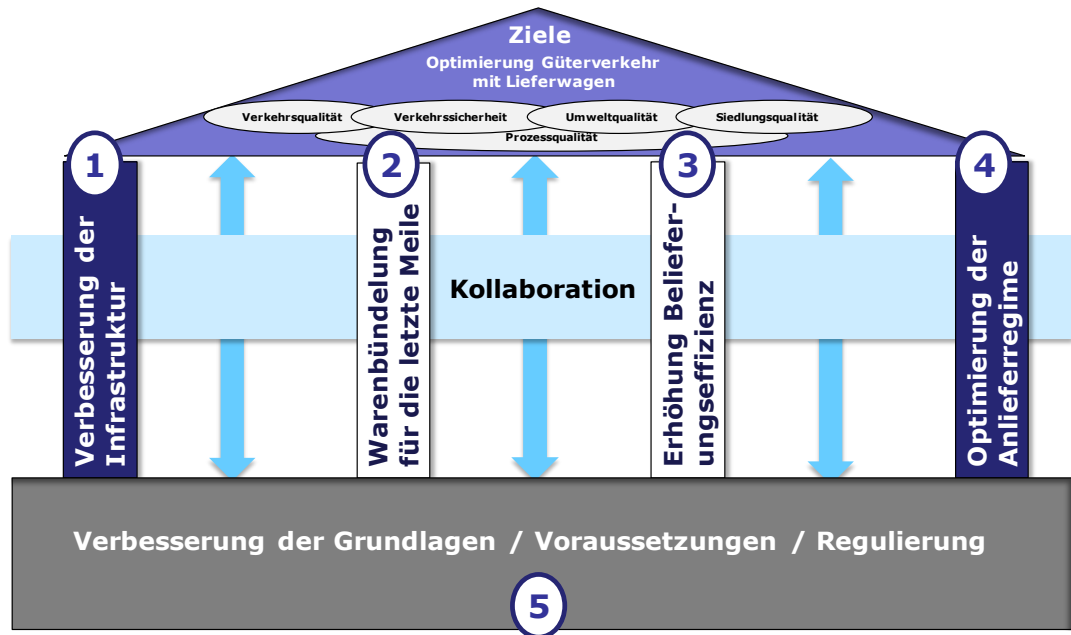 Ziele
Optimierung Güterverkehr
mit Lieferwagen
Verkehrsqualität
Verkehrssicherheit
Umweltqualität
Siedlungsqualität
Prozessqualität
1
2
3
4
Verbesserung der
Infrastruktur
Warenbündelung
für die letzte Meile
Kollaboration
Erhöhung Beliefer-
ungseffizienz
Optimierung der
Anlieferregime
Verbesserung der Grundlagen / Voraussetzungen / Regulierung
5